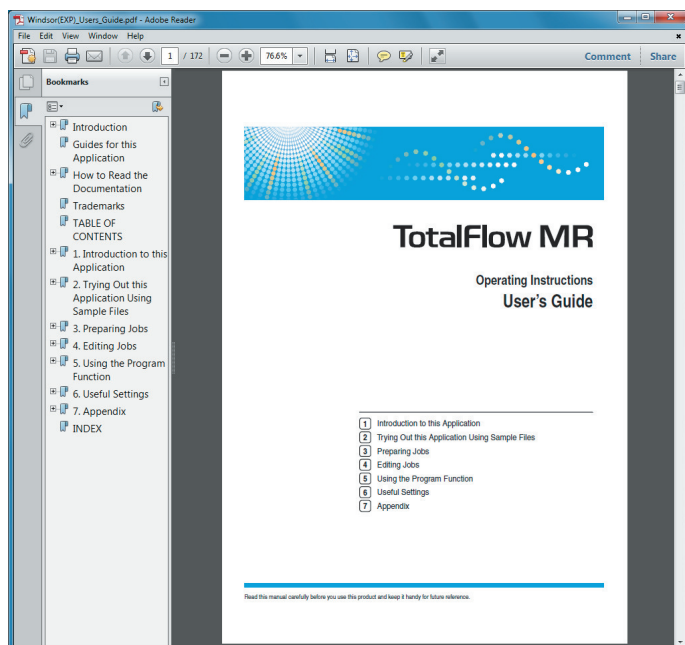 Windsor(EXP)_Users_Guide.pdf - Adobe Reader
File Edit View Window Help
1 / 172 76.6% Comment Share
Bookmarks
Introduction
Guides for this
Application
How to Read the
Documentation
Trademarks
TABLE OF
CONTENTS
1. Introduction to this
Application
2. Trying Out this
Application Using
Sample Files
3. Preparing Jobs
4. Editing Jobs
5. Using the Program
Function
6. Useful Settings
7. Appendix
INDEX
TotalFlow MR
Operating Instructions
User's Guide
1 Introduction to this Application
2 Trying Out this Application Using Sample Files
3 Preparing Jobs
4 Editing Jobs
5 Using the Program Function
6 Useful Settings
7 Appendix
Read this manual carefully before you use this product and keep it handy for future reference.